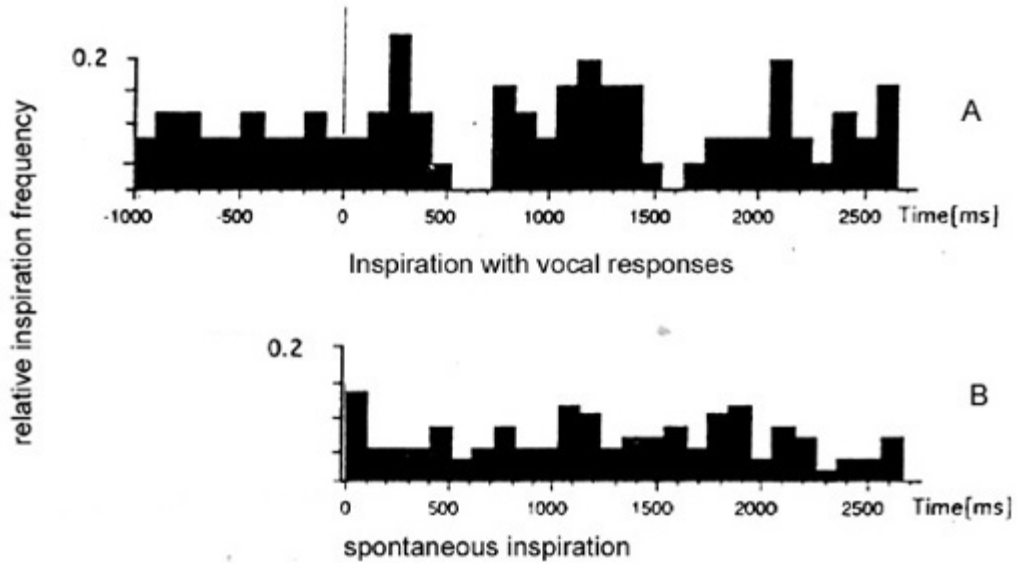 relative inspiration frequency
0.2
A
-1000 -500 0 500 1000 1500 2000 2500 Time[ms]
Inspiration with vocal responses
0.2
B
0 500 1000 1500 2000 2500 Time[ms]
spontaneous inspiration